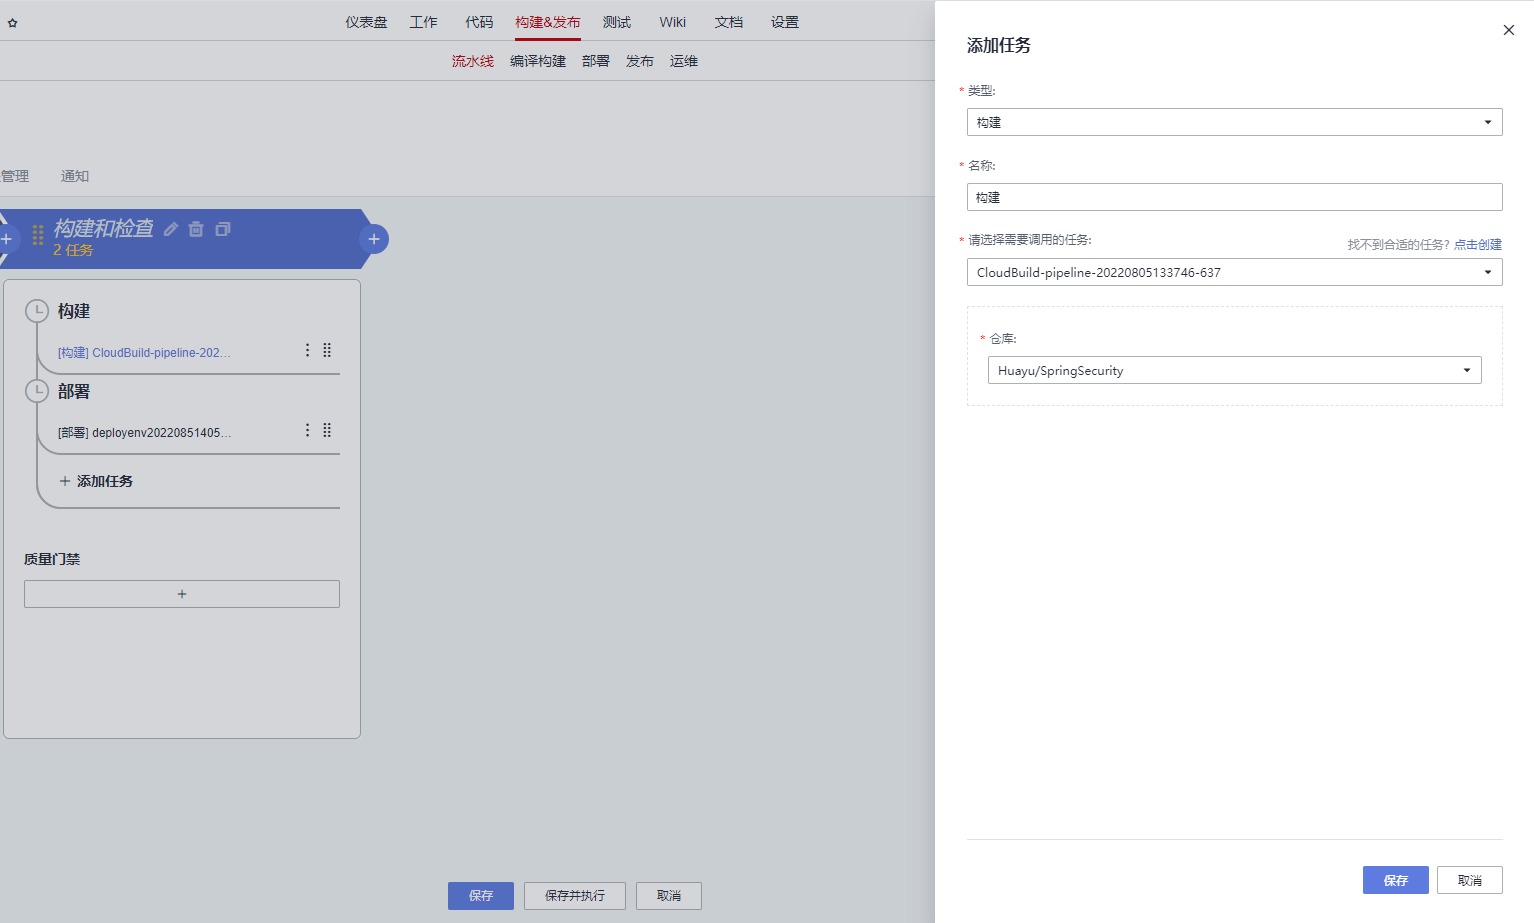 仪表盘 工作 代码 构建&发布 测试 Wiki 文档 设置
流水线 编译构建 部署 发布 运维
管理 通知
构建和检查
2 任务
构建
[构建] CloudBuild-pipeline-202...
部署
[部署] deployenv20220851405...
+ 添加任务
质量门禁
+
保存 保存并执行 取消
添加任务
* 类型:
构建
* 名称:
构建
* 请选择需要调用的任务:
找不到合适的任务? 点击创建
CloudBuild-pipeline-20220805133746-637
* 仓库:
Huayu/SpringSecurity
保存 取消